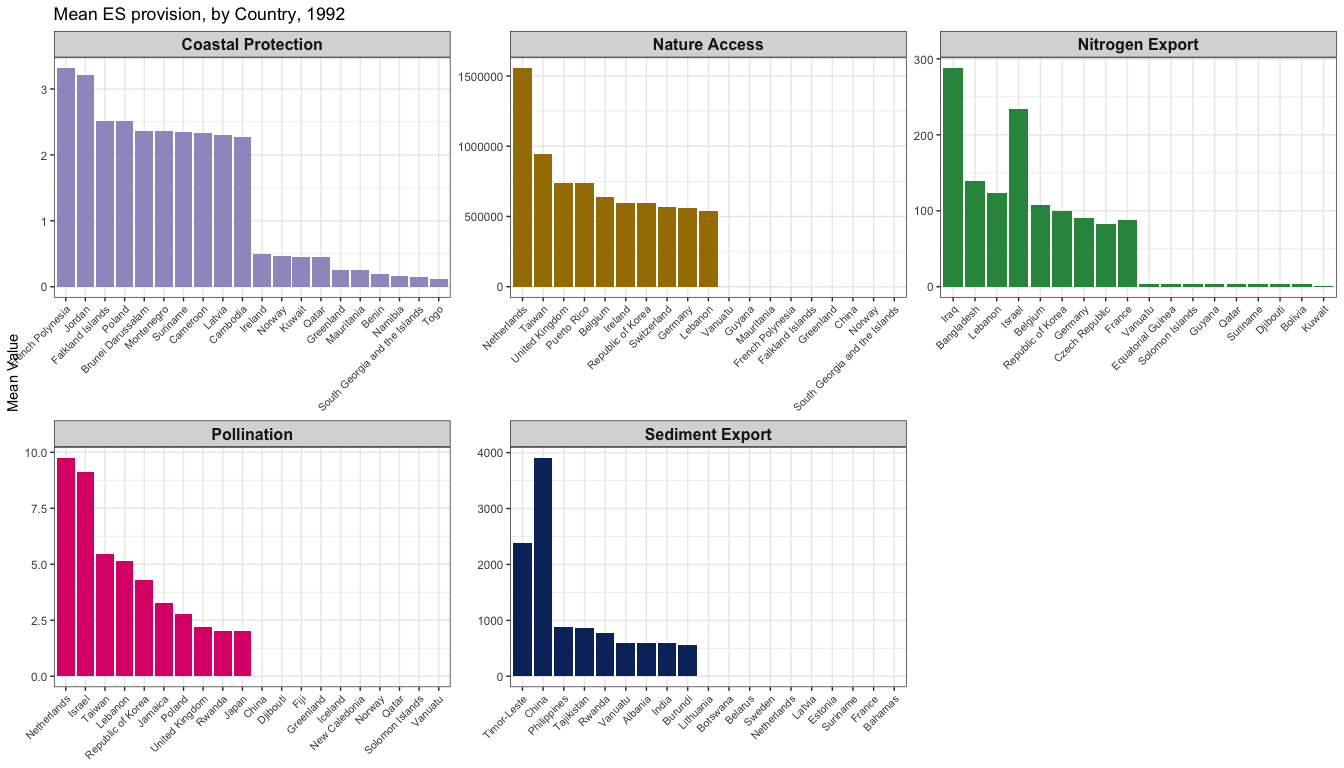 Mean ES provision, by Country, 1992
Mean Value
Coastal Protection
3
2
1
0
French Polynesia
Jordan
Falkland Islands
Poland
Brunei Darussalam
Montenegro
Suriname
Cameroon
Latvia
Cambodia
Ireland
Norway
Kuwait
Qatar
Greenland
Mauritania
Benin
Namibia
South Georgia and the Islands
Togo
Nature Access
1500000
1000000
500000
0
Netherlands
Taiwan
United Kingdom
Puerto Rico
Belgium
Ireland
Republic of Korea
Switzerland
Germany
Lebanon
Vanuatu
Guyana
Mauritania
French Polynesia
Falkland Islands
Greenland
China
Norway
South Georgia and the Islands
Nitrogen Export
300
200
100
0
Iraq
Bangladesh
Lebanon
Israel
Belgium
Republic of Korea
Germany
Czech Republic
France
Vanuatu
Equatorial Guinea
Solomon Islands
Guyana
Qatar
Suriname
Djibouti
Bolivia
Kuwait
Pollination
10.0
7.5
5.0
2.5
0.0
Netherlands
Israel
Taiwan
Lebanon
Republic of Korea
Jamaica
Poland
United Kingdom
Rwanda
Japan
China
Djibouti
Fiji
Greenland
Iceland
New Caledonia
Norway
Qatar
Solomon Islands
Vanuatu
Sediment Export
4000
3000
2000
1000
0
Timor-Leste
China
Philippines
Tajikistan
Rwanda
Vanuatu
Albania
India
Burundi
Lithuania
Botswana
Belarus
Sweden
Netherlands
Latvia
Estonia
Suriname
France
Bahamas